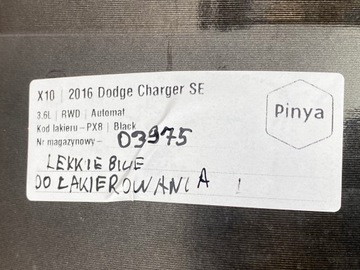 X10 | 2016 Dodge Charger SE
3.6L | RWD | Automat
Kod lakieru - PX8 | Black
Nr magazynowy - 03975
Pinya
LEKKIE BIUE
DO LAKIEROWANIA !